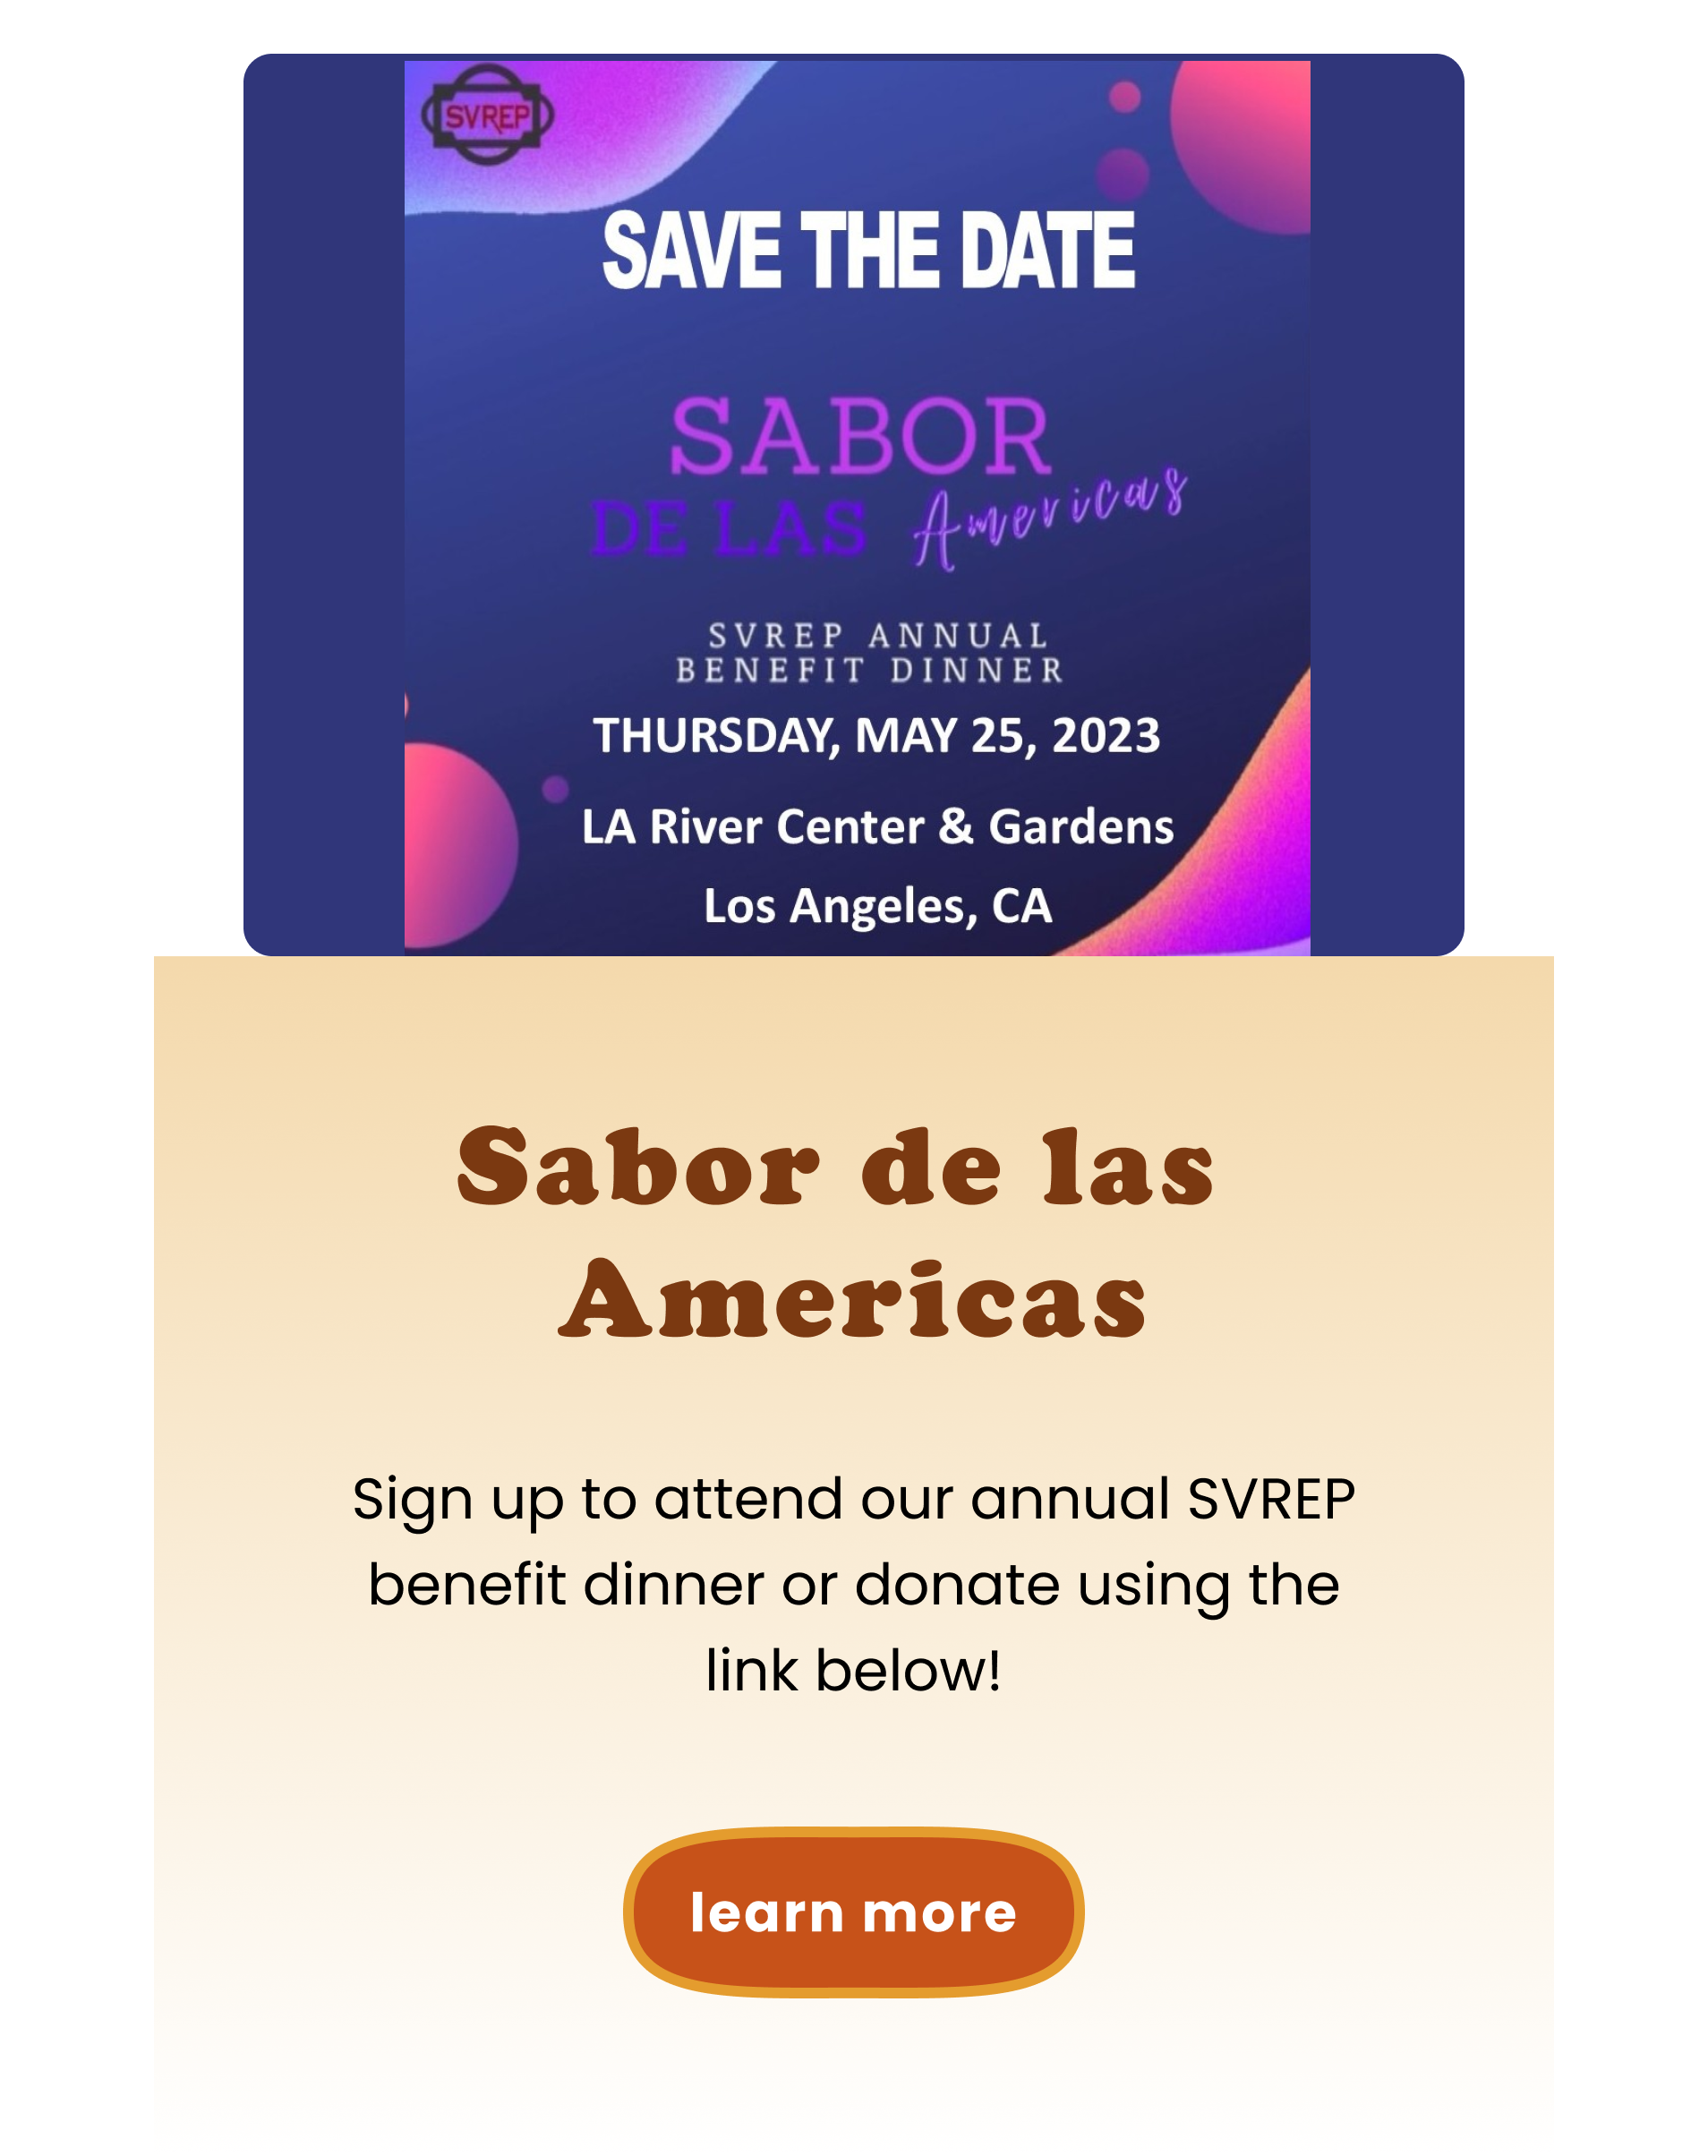 SVREP
SAVE THE DATE
SABOR
DE LAS Americas
SVREP ANNUAL
BENEFIT DINNER
THURSDAY, MAY 25, 2023
LA River Center & Gardens
Los Angeles, CA
Sabor de las
Americas
Sign up to attend our annual SVREP
benefit dinner or donate using the
link below!
learn more